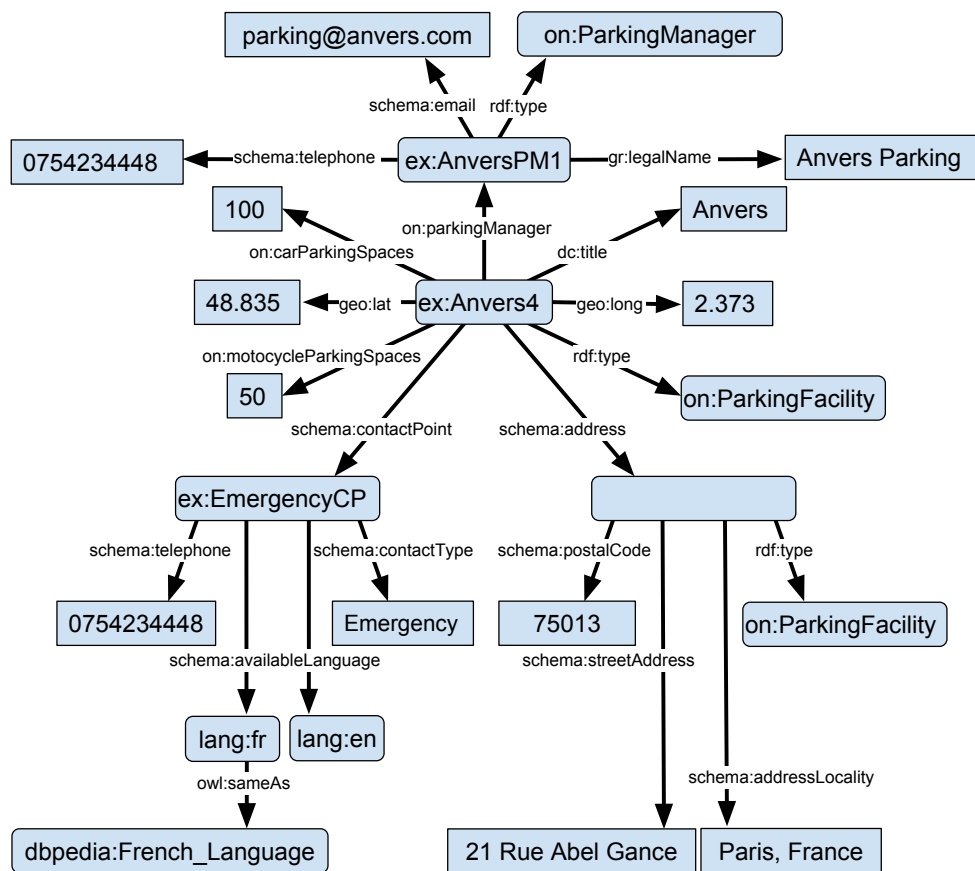 parking@anvers.com
on:ParkingManager
schema:email
rdf:type
0754234448
schema:telephone
ex:AnversPM1
gr:legalName
Anvers Parking
100
on:parkingManager
Anvers
on:carParkingSpaces
dc:title
48.835
geo:lat
ex:Anvers4
geo:long
2.373
on:motocycleParkingSpaces
rdf:type
50
on:ParkingFacility
schema:contactPoint
schema:address
ex:EmergencyCP
schema:telephone
schema:contactType
schema:postalCode
rdf:type
0754234448
Emergency
75013
on:ParkingFacility
schema:availableLanguage
schema:streetAddress
lang:fr
lang:en
owl:sameAs
schema:addressLocality
dbpedia:French_Language
21 Rue Abel Gance
Paris, France